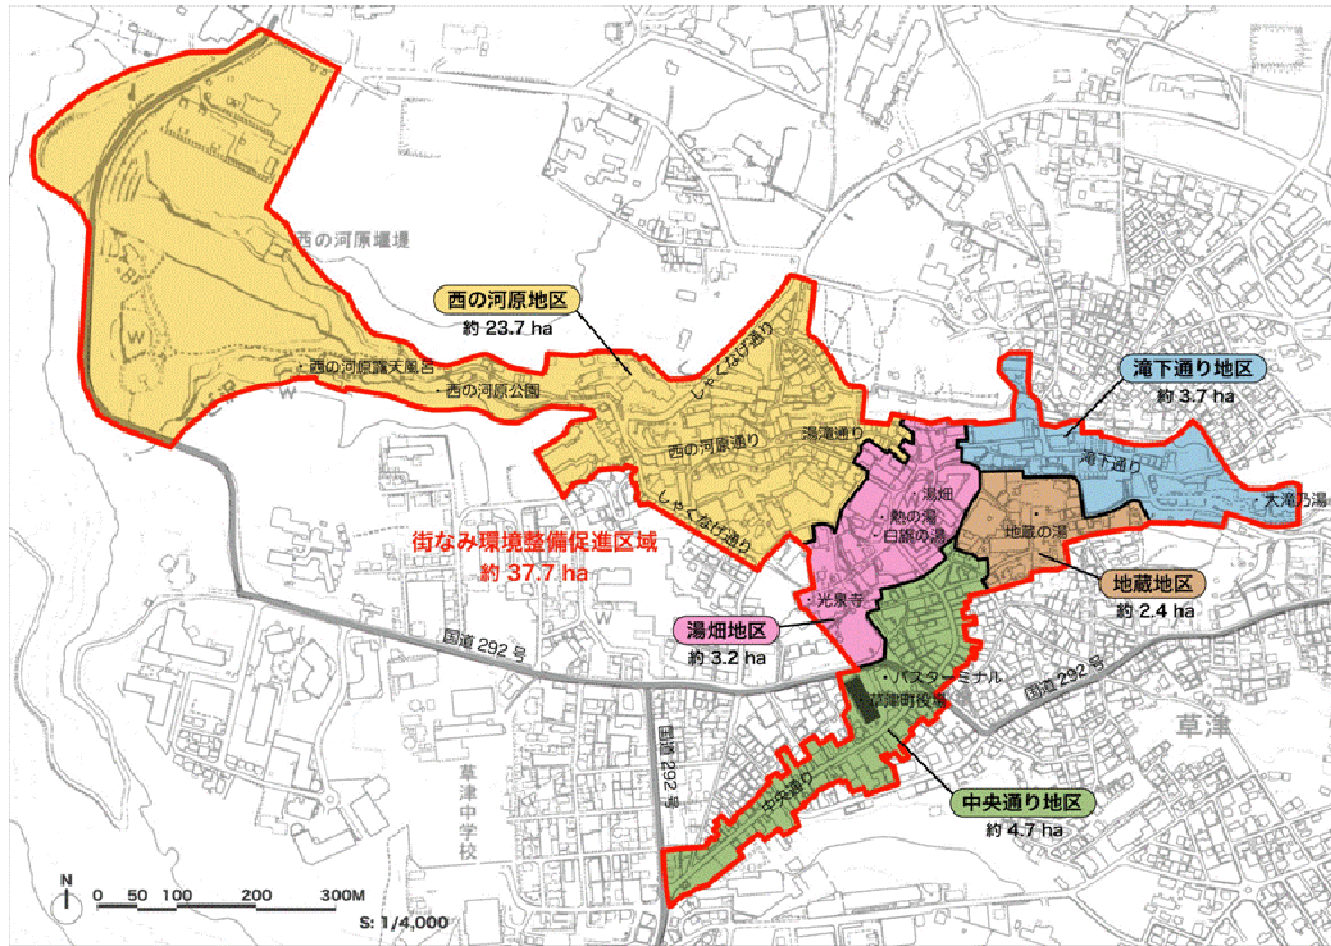 西の河原堰堤
西の河原地区
約 23.7 ha
しゃくなげ通り
滝下通り地区
約 3.7 ha
・西の河原露天風呂
・西の河原公園
W
W
西の河原通り
湯滝通り
滝下通り
・湯畑
大滝乃湯
・熱の湯
・白旗の湯
地蔵の湯
しゃくなげ通り
街なみ環境整備促進区域
約 37.7 ha
地蔵地区
約 2.4 ha
・光泉寺
W
湯畑地区
約 3.2 ha
国道 292 号
・バスターミナル
国道 292 号
草津町役場
草津
国道 292 号
中央通り
中央通り地区
約 4.7 ha
草津中学校
N
0 50 100 200 300M
S: 1/4,000